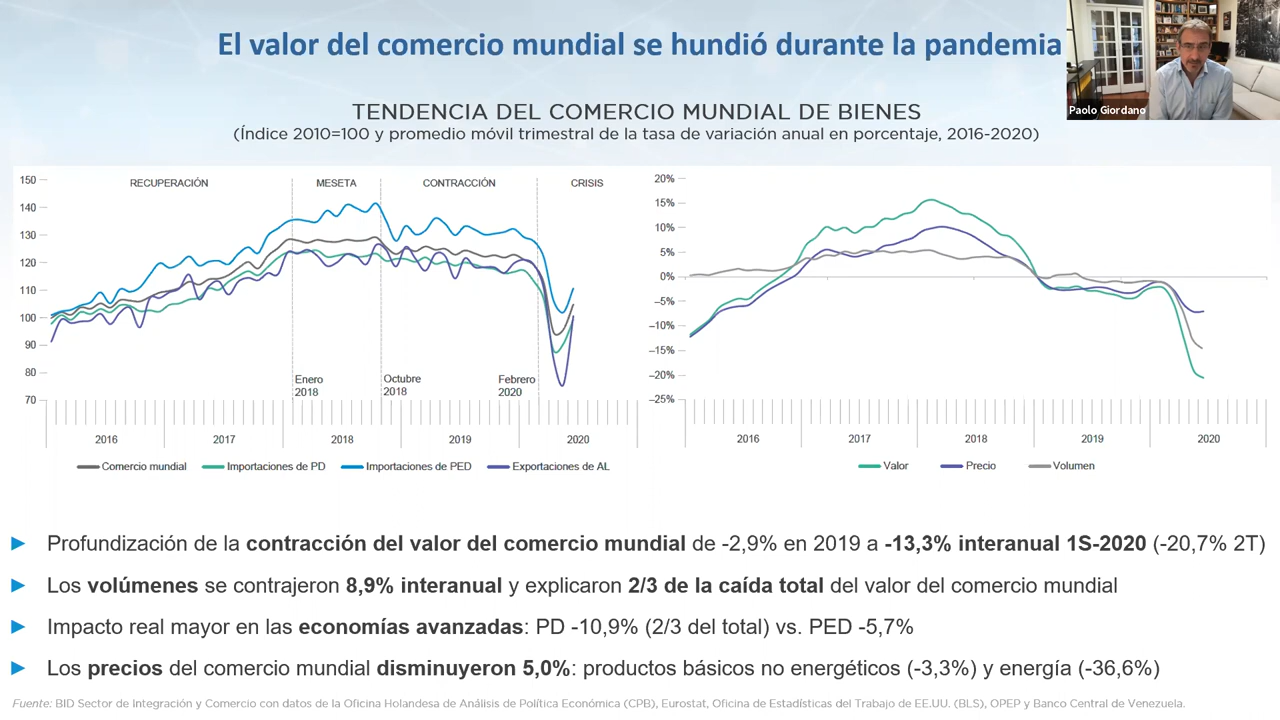 El valor del comercio mundial se hundió durante la pandemia
Paolo Giordano
TENDENCIA DEL COMERCIO MUNDIAL DE BIENES
(Índice 2010=100 y promedio móvil trimestral de la tasa de variación anual en porcentaje, 2016-2020)
150
140
130
120
110
100
90
80
70
RECUPERACIÓN
MESETA
CONTRACCIÓN
CRISIS
Enero
2018
Octubre
2018
Febrero
2020
2016
2017
2018
2019
2020
Comercio mundial
Importaciones de PD
Importaciones de PED
Exportaciones de AL
20%
15%
10%
5%
0%
–5%
–10%
–15%
–20%
–25%
2016
2017
2018
2019
2020
Valor
Precio
Volumen
Profundización de la contracción del valor del comercio mundial de -2,9% en 2019 a -13,3% interanual 1S-2020 (-20,7% 2T)
Los volúmenes se contrajeron 8,9% interanual y explicaron 2/3 de la caída total del valor del comercio mundial
Impacto real mayor en las economías avanzadas: PD -10,9% (2/3 del total) vs. PED -5,7%
Los precios del comercio mundial disminuyeron 5,0%: productos básicos no energéticos (-3,3%) y energía (-36,6%)
Fuente: BID Sector de Integración y Comercio con datos de la Oficina Holandesa de Análisis de Política Económica (CPB), Eurostat, Oficina de Estadísticas del Trabajo de EE.UU. (BLS), OPEP y Banco Central de Venezuela.